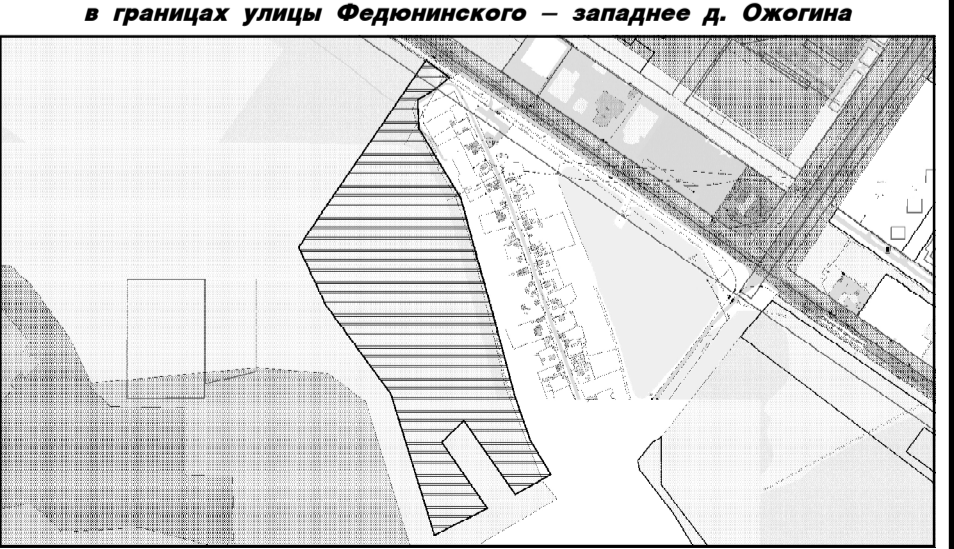 в границах улицы Федюнинского — западнее д. Ожогина